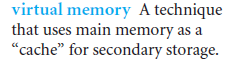 virtual memory A technique
that uses main memory as a
“cache” for secondary storage.